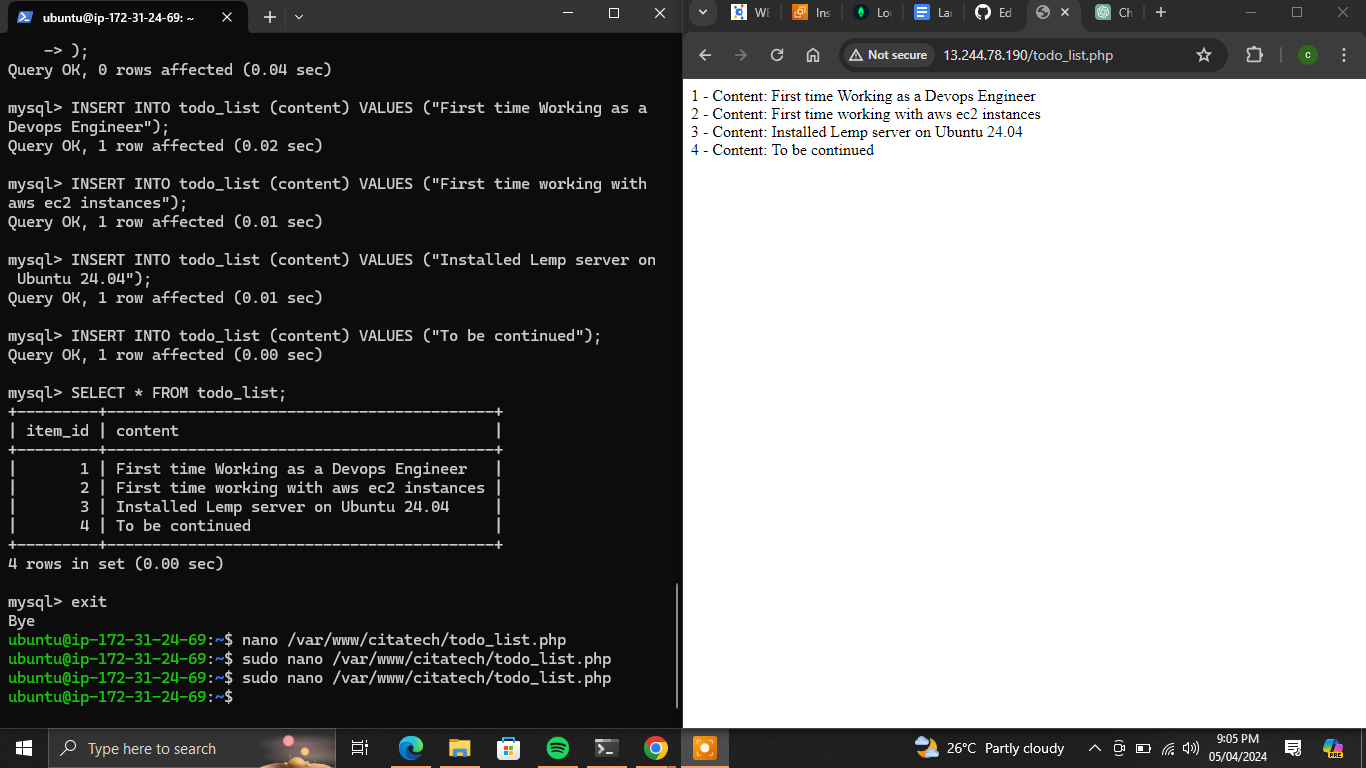 ubuntu@ip-172-31-24-69: ~
    -> );
Query OK, 0 rows affected (0.04 sec)
mysql> INSERT INTO todo_list (content) VALUES ("First time Working as a
Devops Engineer");
Query OK, 1 row affected (0.02 sec)
mysql> INSERT INTO todo_list (content) VALUES ("First time working with
aws ec2 instances");
Query OK, 1 row affected (0.01 sec)
mysql> INSERT INTO todo_list (content) VALUES ("Installed Lemp server on
 Ubuntu 24.04");
Query OK, 1 row affected (0.01 sec)
mysql> INSERT INTO todo_list (content) VALUES ("To be continued");
Query OK, 1 row affected (0.00 sec)
mysql> SELECT * FROM todo_list;
+---------+-------------------------------------------+
| item_id | content                                   |
+---------+-------------------------------------------+
|       1 | First time Working as a Devops Engineer   |
|       2 | First time working with aws ec2 instances |
|       3 | Installed Lemp server on Ubuntu 24.04     |
|       4 | To be continued                           |
+---------+-------------------------------------------+
4 rows in set (0.00 sec)
mysql> exit
Bye
ubuntu@ip-172-31-24-69:~$ nano /var/www/citatech/todo_list.php
ubuntu@ip-172-31-24-69:~$ sudo nano /var/www/citatech/todo_list.php
ubuntu@ip-172-31-24-69:~$ sudo nano /var/www/citatech/todo_list.php
ubuntu@ip-172-31-24-69:~$
Ins Lo Lar Ed Ch
Not secure 13.244.78.190/todo_list.php c
1 - Content: First time Working as a Devops Engineer
2 - Content: First time working with aws ec2 instances
3 - Content: Installed Lemp server on Ubuntu 24.04
4 - Content: To be continued
Type here to search
26°C Partly cloudy
9:05 PM
05/04/2024
PRE